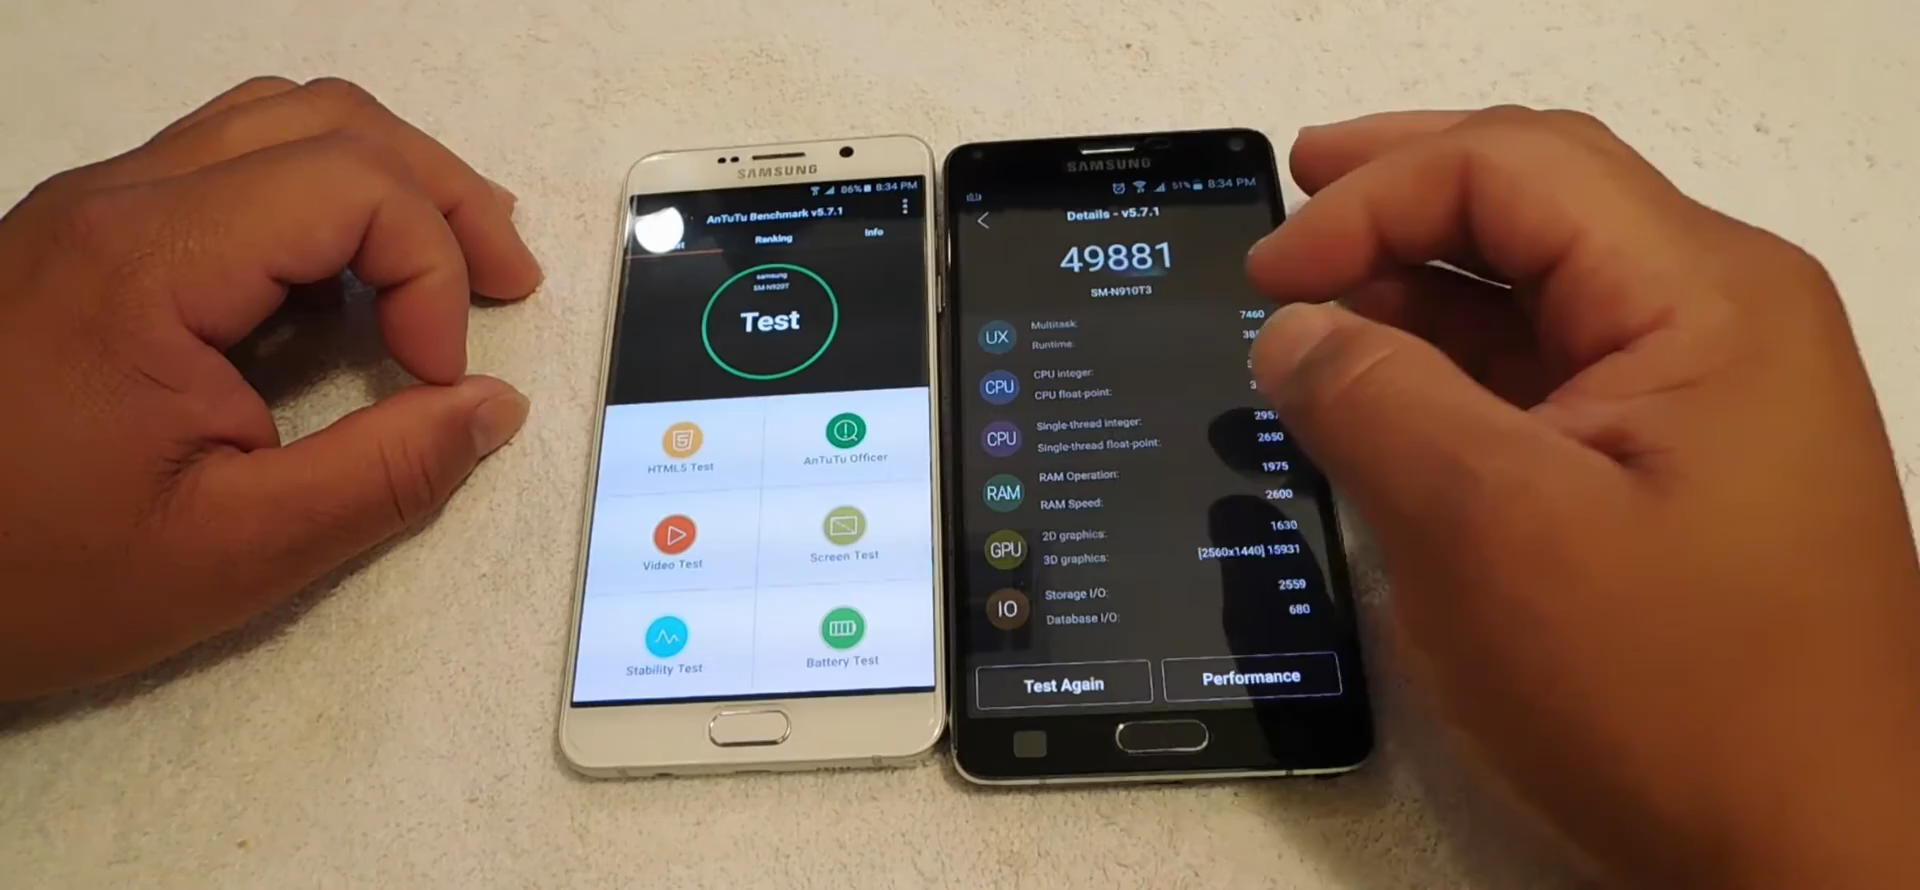 SAMSUNG
86% 8:34 PM
AnTuTu Benchmark v5.7.1
Ranking
Info
samsung
SM-N920T
Test
HTML5 Test
AnTuTu Officer
Video Test
Screen Test
Stability Test
Battery Test
SAMSUNG
51% 8:34 PM
Details - v5.7.1
49881
SM-N910T3
UX
Multitask: 7460
Runtime:
CPU
CPU integer:
CPU float-point:
CPU
Single-thread integer:
Single-thread float-point: 2650
RAM
RAM Operation: 1975
RAM Speed: 2600
GPU
2D graphics: 1630
3D graphics: [2560x1440] 15931
IO
Storage I/O: 2559
Database I/O: 680
Test Again
Performance